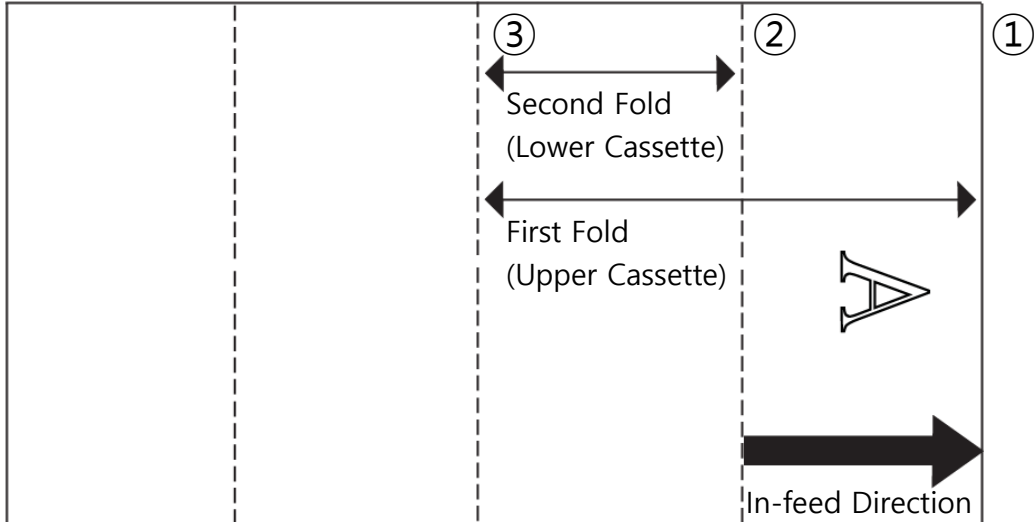 ③ ② ①
Second Fold
(Lower Cassette)
First Fold
(Upper Cassette)
A
In-feed Direction